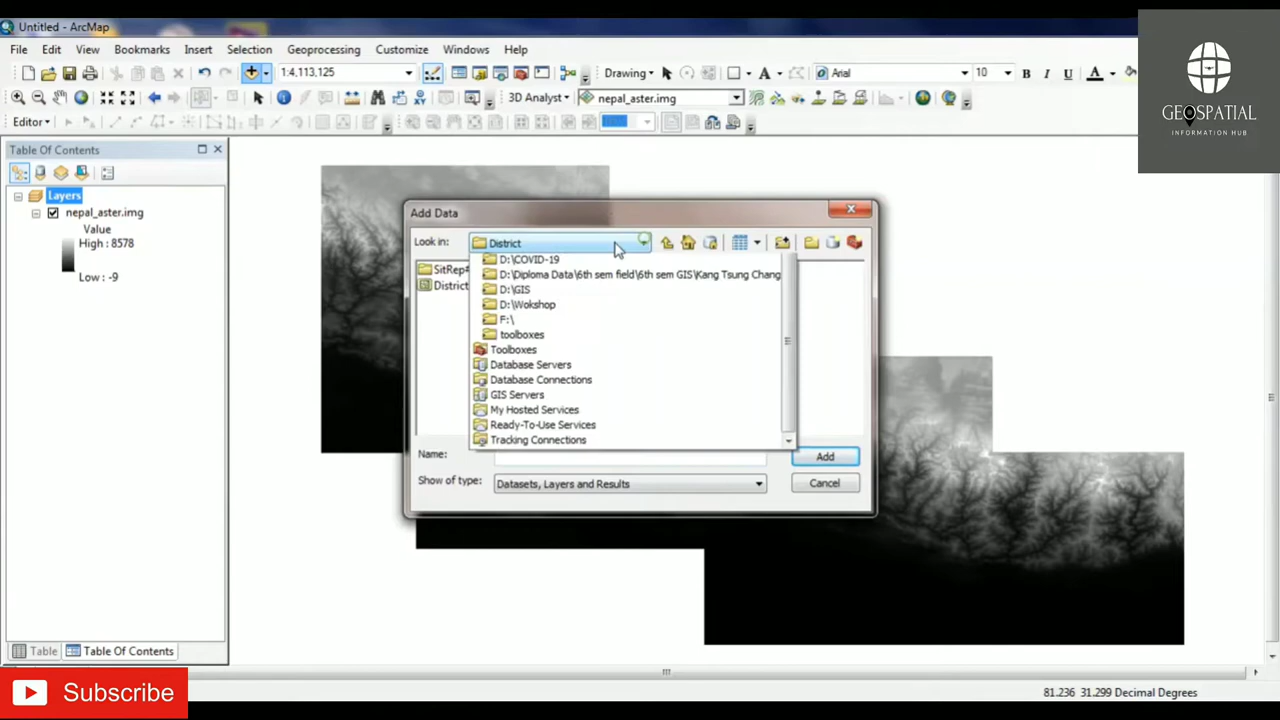 Untitled - ArcMap
File Edit View Bookmarks Insert Selection Geoprocessing Customize Windows Help
1:4,113,125
Drawing
Arial
10
B I U A
3D Analyst
nepal_aster.img
Editor
GEOSPATIAL
INFORMATION HUB
Table Of Contents
Layers
nepal_aster.img
Value
High : 8578
Low : -9
Add Data
Look in:
District
SitRep
District
D:\COVID-19
D:\Diploma Data\6th sem field\6th sem GIS\Kang Tsung Chang
D:\GIS
D:\Wokshop
F:\
toolboxes
Toolboxes
Database Servers
Database Connections
GIS Servers
My Hosted Services
Ready-To-Use Services
Tracking Connections
Name:
Add
Show of type:
Datasets, Layers and Results
Cancel
Table
Table Of Contents
Subscribe
81.236 31.299 Decimal Degrees